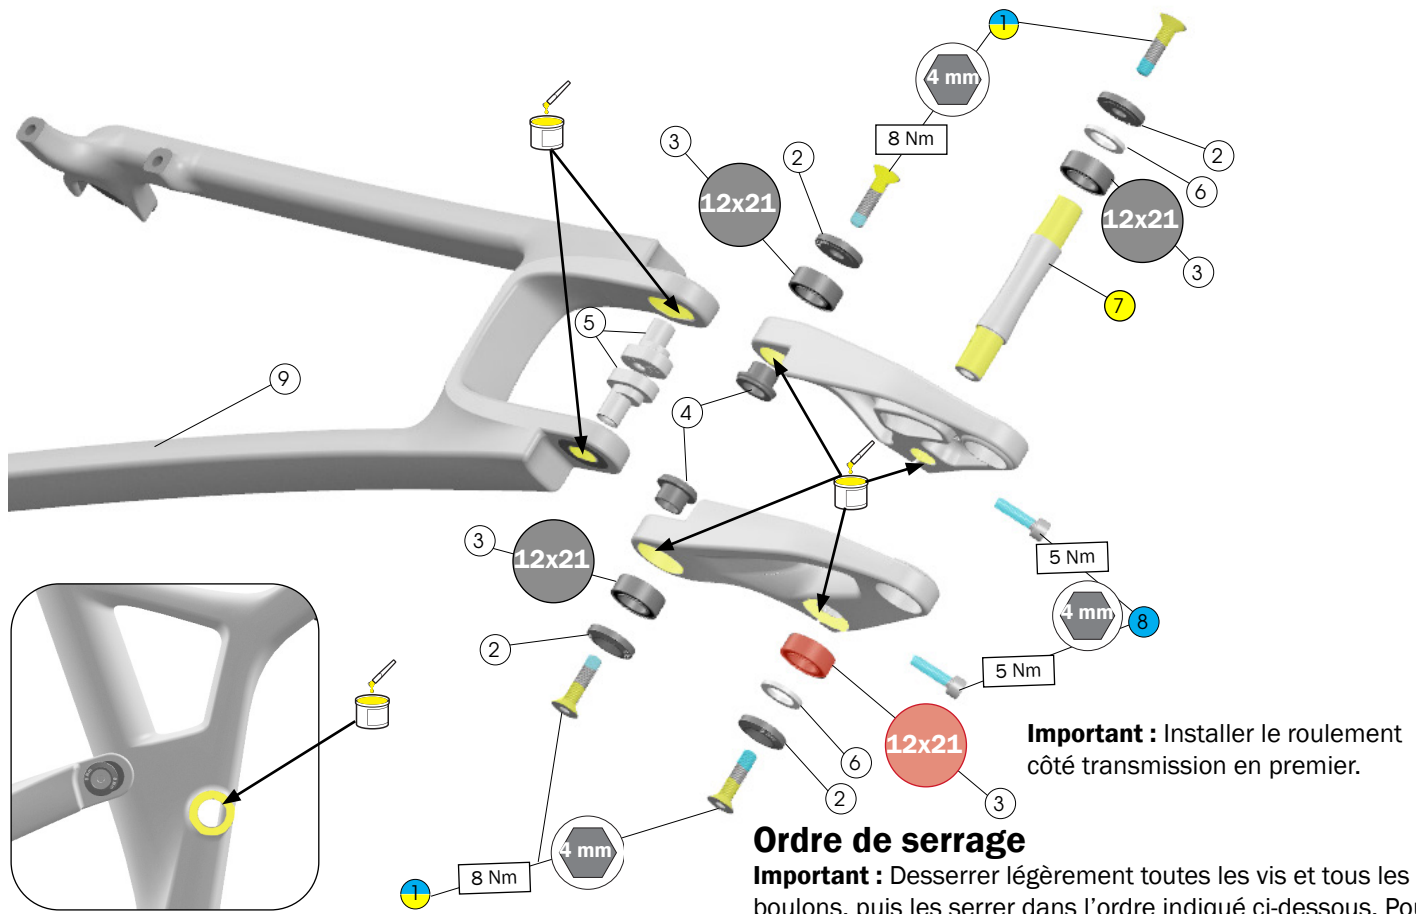 1
4 mm
8 Nm
3
2
12x21
2
6
12x21
3
7
5
9
4
3
12x21
2
5 Nm
4 mm
8
5 Nm
12x21
6
2
3
Important : Installer le roulement
côté transmission en premier.
4 mm
8 Nm
1
Ordre de serrage
Important : Desserrer légèrement toutes les vis et tous les
boulons, puis les serrer dans l'ordre indiqué ci-dessous.